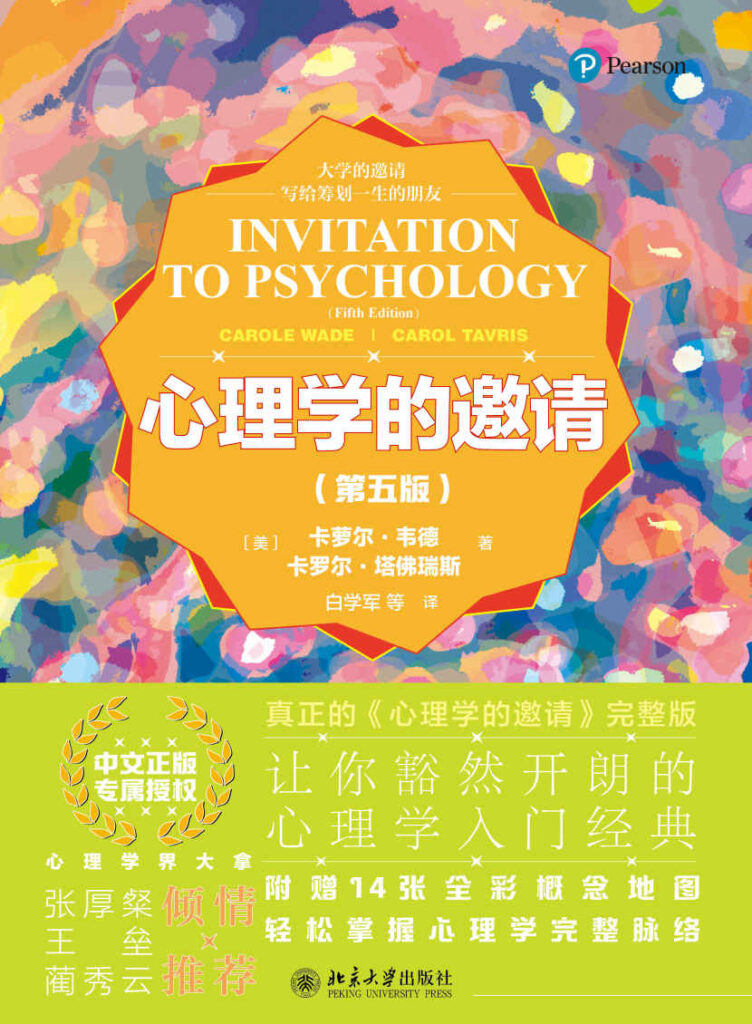 Pearson
大学的邀请
写给筹划一生的朋友
INVITATION
TO PSYCHOLOGY
(Fifth Edition)
CAROLE WADE | CAROL TAVRIS
心理学的邀请
(第五版)
[美] 卡萝尔·韦德 著
卡罗尔·塔佛瑞斯
白学军 等 译
中文正版
专属授权
心理学界大拿
张厚粲
王垒
蔺秀云
倾情
推荐
真正的《心理学的邀请》完整版
让你豁然开朗的
心理学入门经典
附赠14张全彩概念地图
轻松掌握心理学完整脉络
北京大学出版社
PEKING UNIVERSITY PRESS